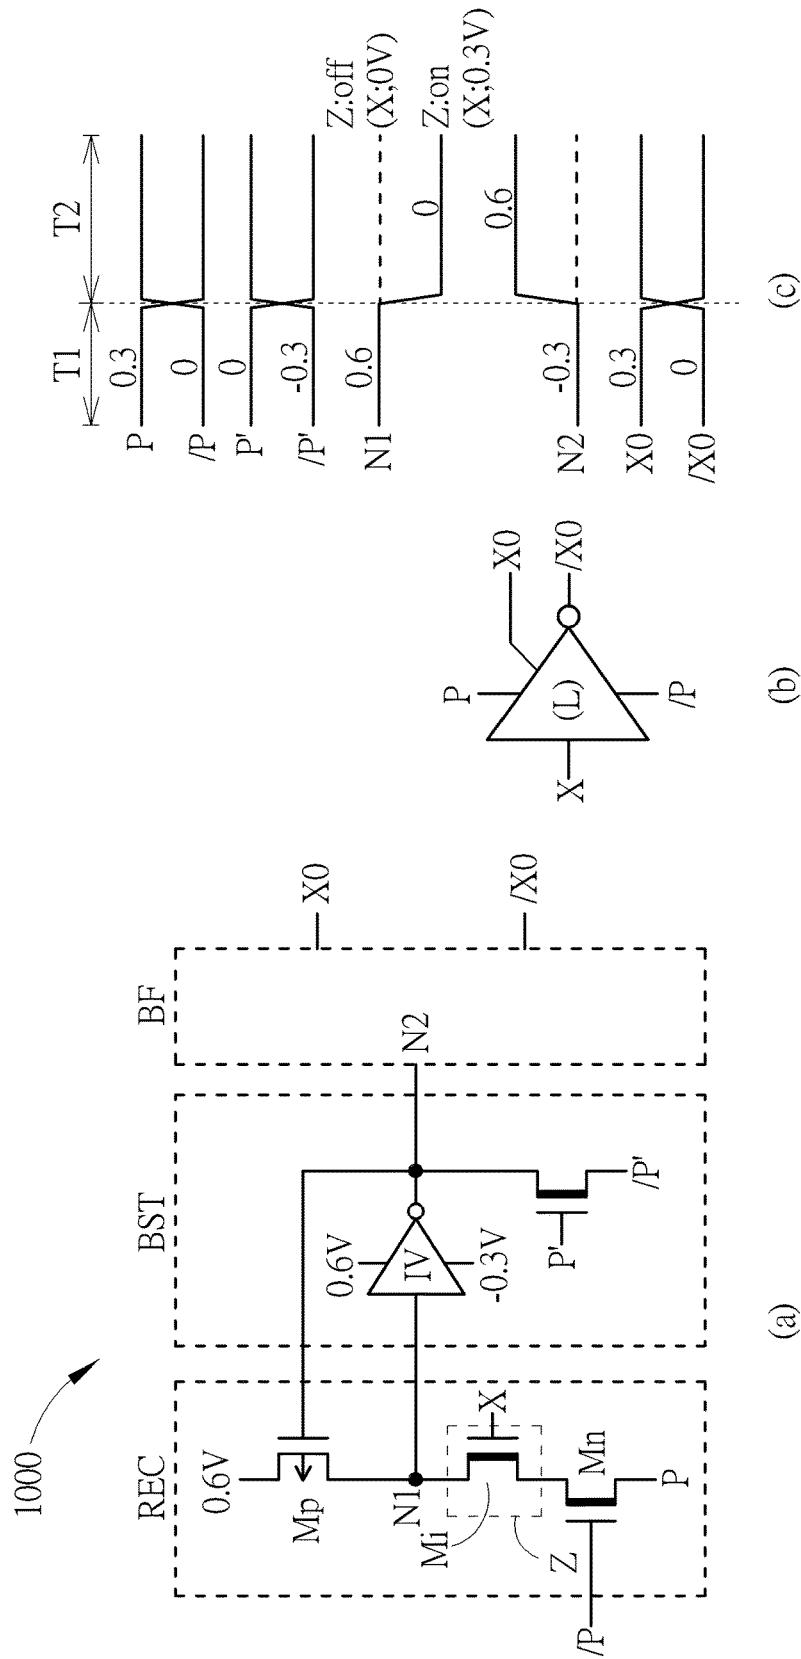 1000
REC
BST
BF
0.6V
Mp
N1
Mi
X
Z
Mn
/P
P
0.6V
IV
-0.3V
P'
/P'
N2
X0
/X0
(a)
P
X0
X
(L)
/X0
/P
(b)
T1
T2
P
0.3
/P
0
P'
0
/P'
-0.3
N1
0.6
Z:off
(X;0V)
0
Z:on
(X;0.3V)
0.6
N2
-0.3
X0
0.3
/X0
0
(c)